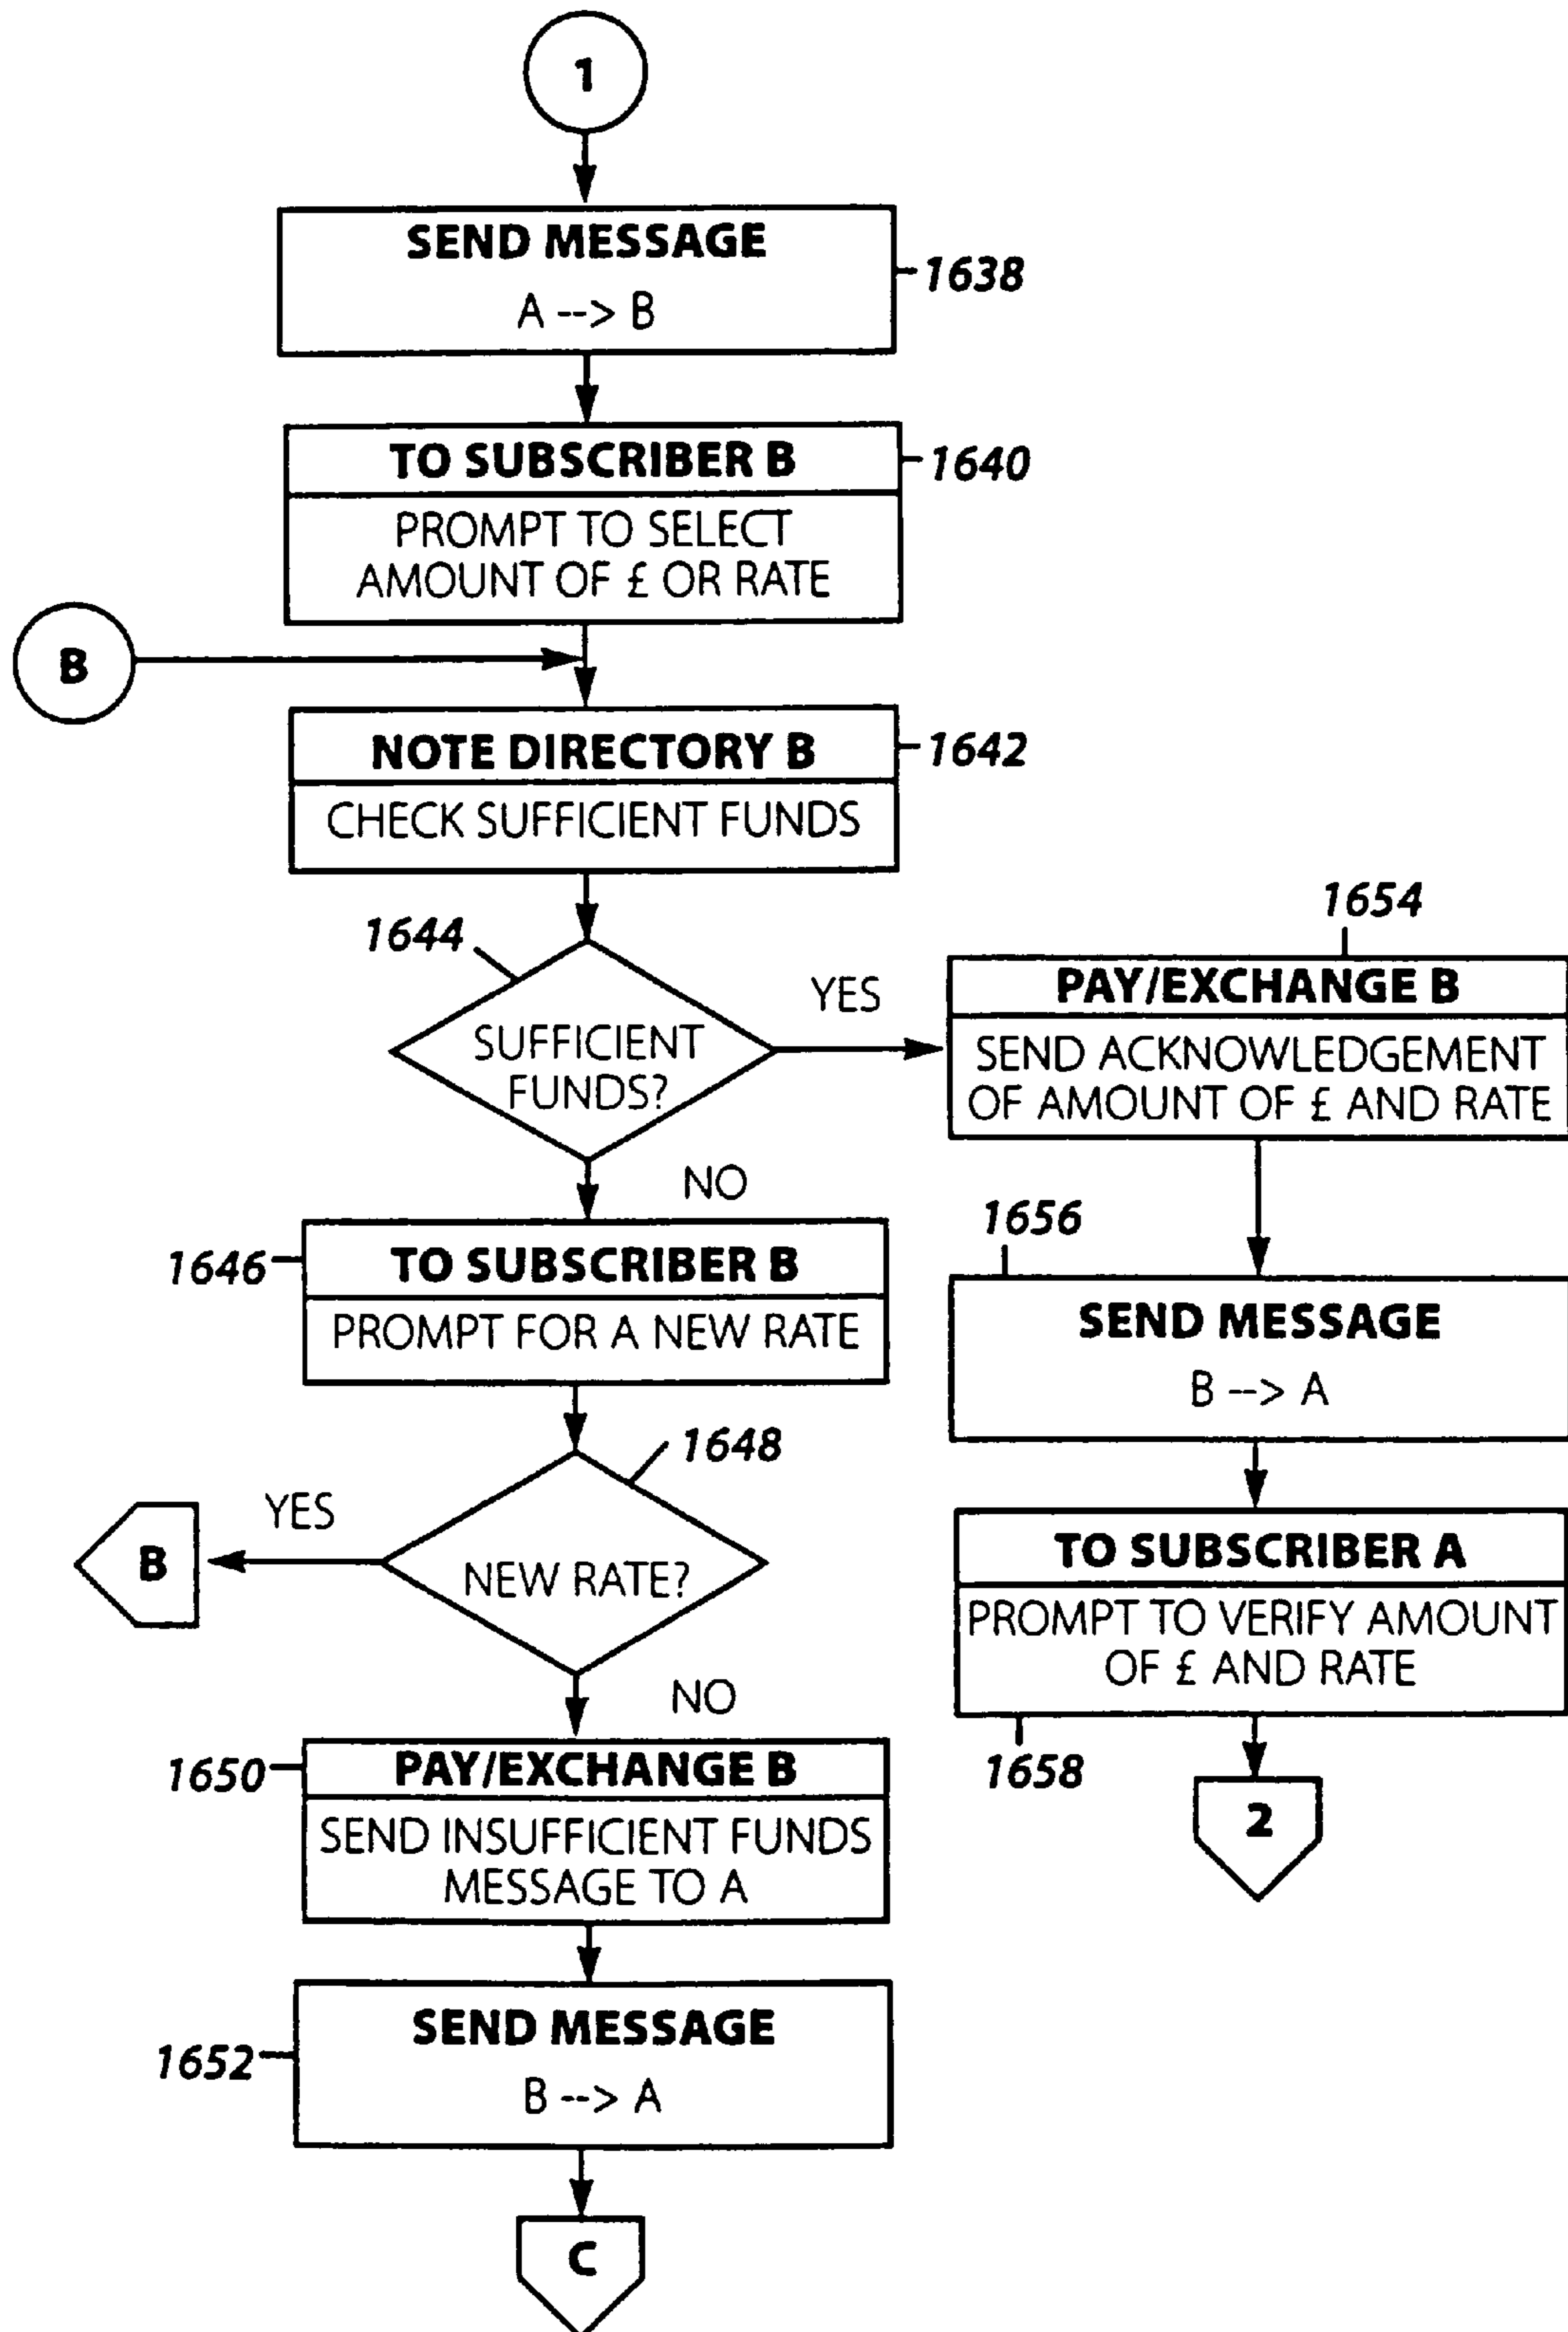 1
SEND MESSAGE
A --> B
1638
TO SUBSCRIBER B
1640
PROMPT TO SELECT
AMOUNT OF £ OR RATE
B
NOTE DIRECTORY B
1642
CHECK SUFFICIENT FUNDS
1644
SUFFICIENT
FUNDS?
YES
NO
1654
PAY/EXCHANGE B
SEND ACKNOWLEDGEMENT
OF AMOUNT OF £ AND RATE
1646
TO SUBSCRIBER B
PROMPT FOR A NEW RATE
1656
SEND MESSAGE
B --> A
1648
NEW RATE?
YES
B
NO
TO SUBSCRIBER A
PROMPT TO VERIFY AMOUNT
OF £ AND RATE
1658
2
1650
PAY/EXCHANGE B
SEND INSUFFICIENT FUNDS
MESSAGE TO A
1652
SEND MESSAGE
B --> A
C